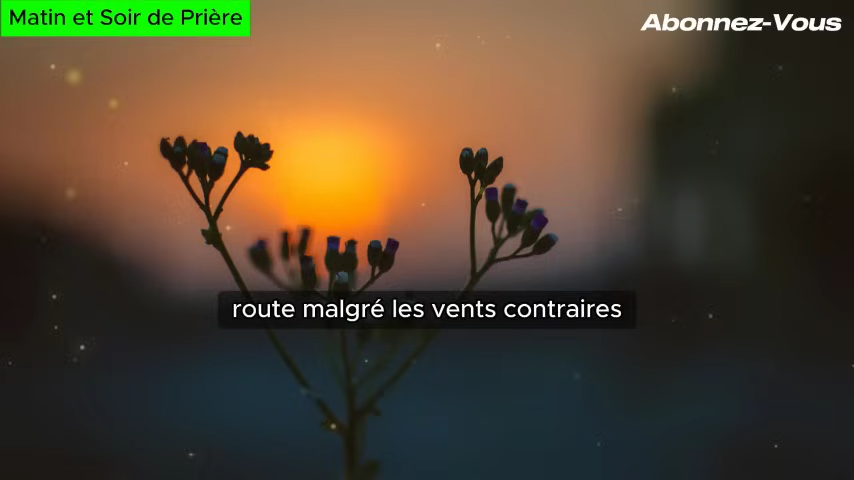 Matin et Soir de Prière
Abonnez-Vous
route malgré les vents contraires